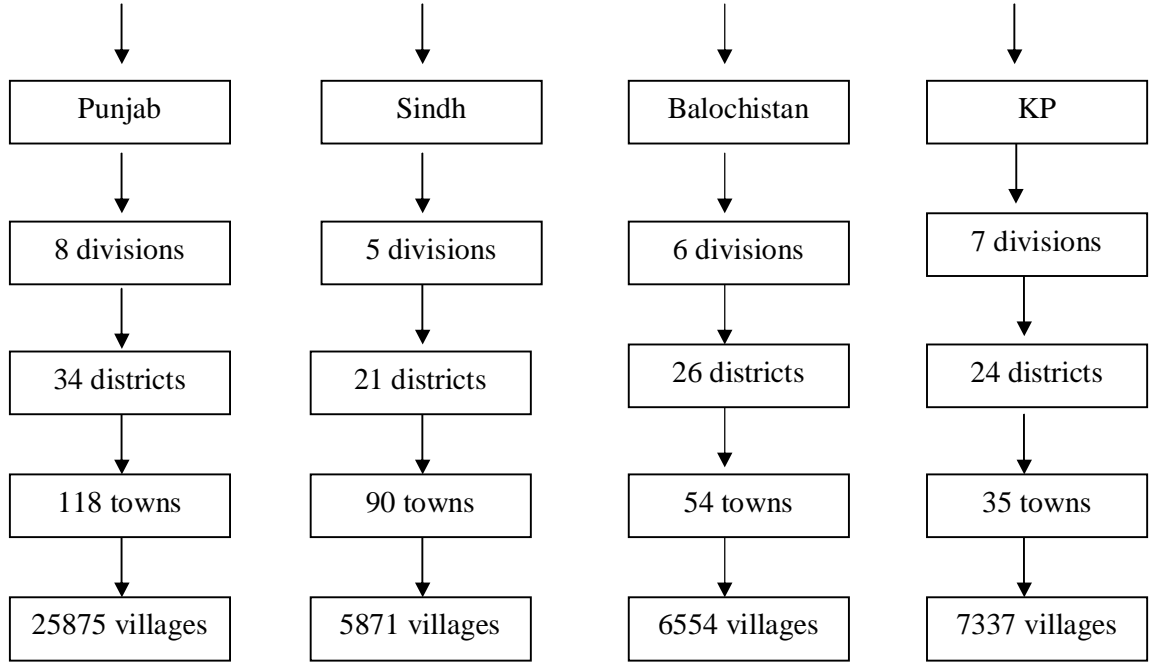 Punjab
Sindh
Balochistan
KP
8 divisions
5 divisions
6 divisions
7 divisions
34 districts
21 districts
26 districts
24 districts
118 towns
90 towns
54 towns
35 towns
25875 villages
5871 villages
6554 villages
7337 villages